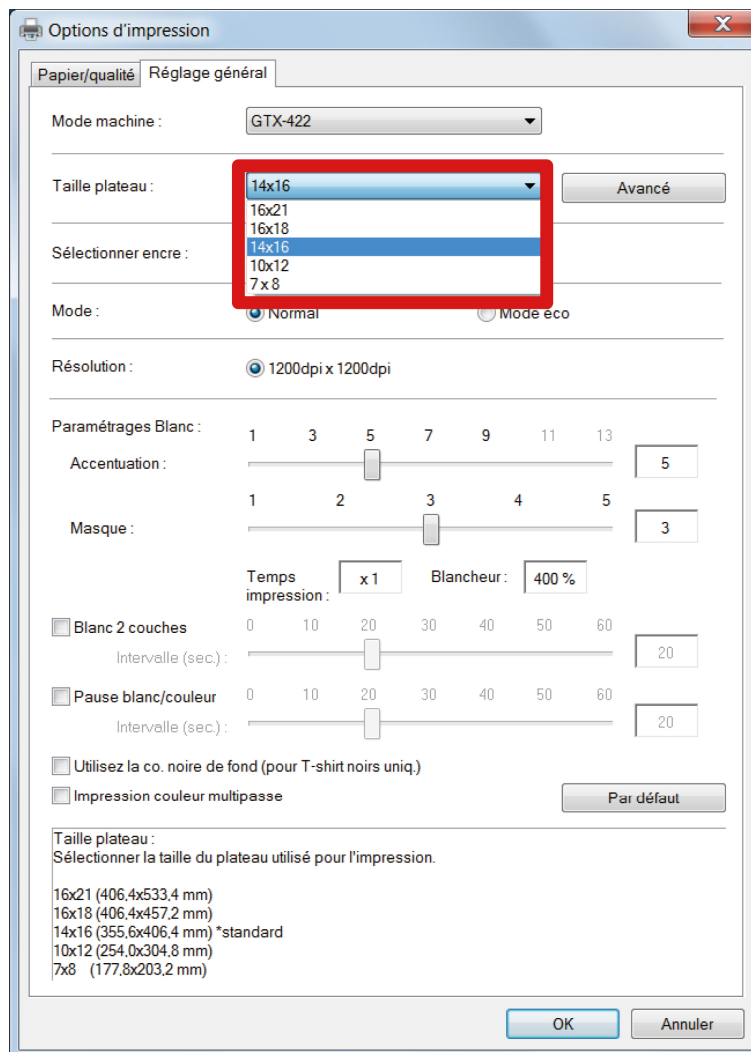 Options d'impression
Papier/qualité Réglage général
Mode machine : GTX-422
Taille plateau : 14x16 Avancé
16x21
16x18
14x16
10x12
7 x 8
Sélectionner encre :
Mode : Normal Mode éco
Résolution : 1200dpi x 1200dpi
Paramétrages Blanc :
1 3 5 7 9 11 13
Accentuation : 5
1 2 3 4 5
Masque : 3
Temps impression : x 1 Blancheur : 400 %
Blanc 2 couches 0 10 20 30 40 50 60
Intervalle (sec.) : 20
Pause blanc/couleur 0 10 20 30 40 50 60
Intervalle (sec.) : 20
Utilisez la co. noire de fond (pour T-shirt noirs uniq.)
Impression couleur multipasse Par défaut
Taille plateau :
Sélectionner la taille du plateau utilisé pour l'impression.
16x21 (406,4x533,4 mm)
16x18 (406,4x457,2 mm)
14x16 (355,6x406,4 mm) *standard
10x12 (254,0x304,8 mm)
7x8 (177,8x203,2 mm)
OK Annuler